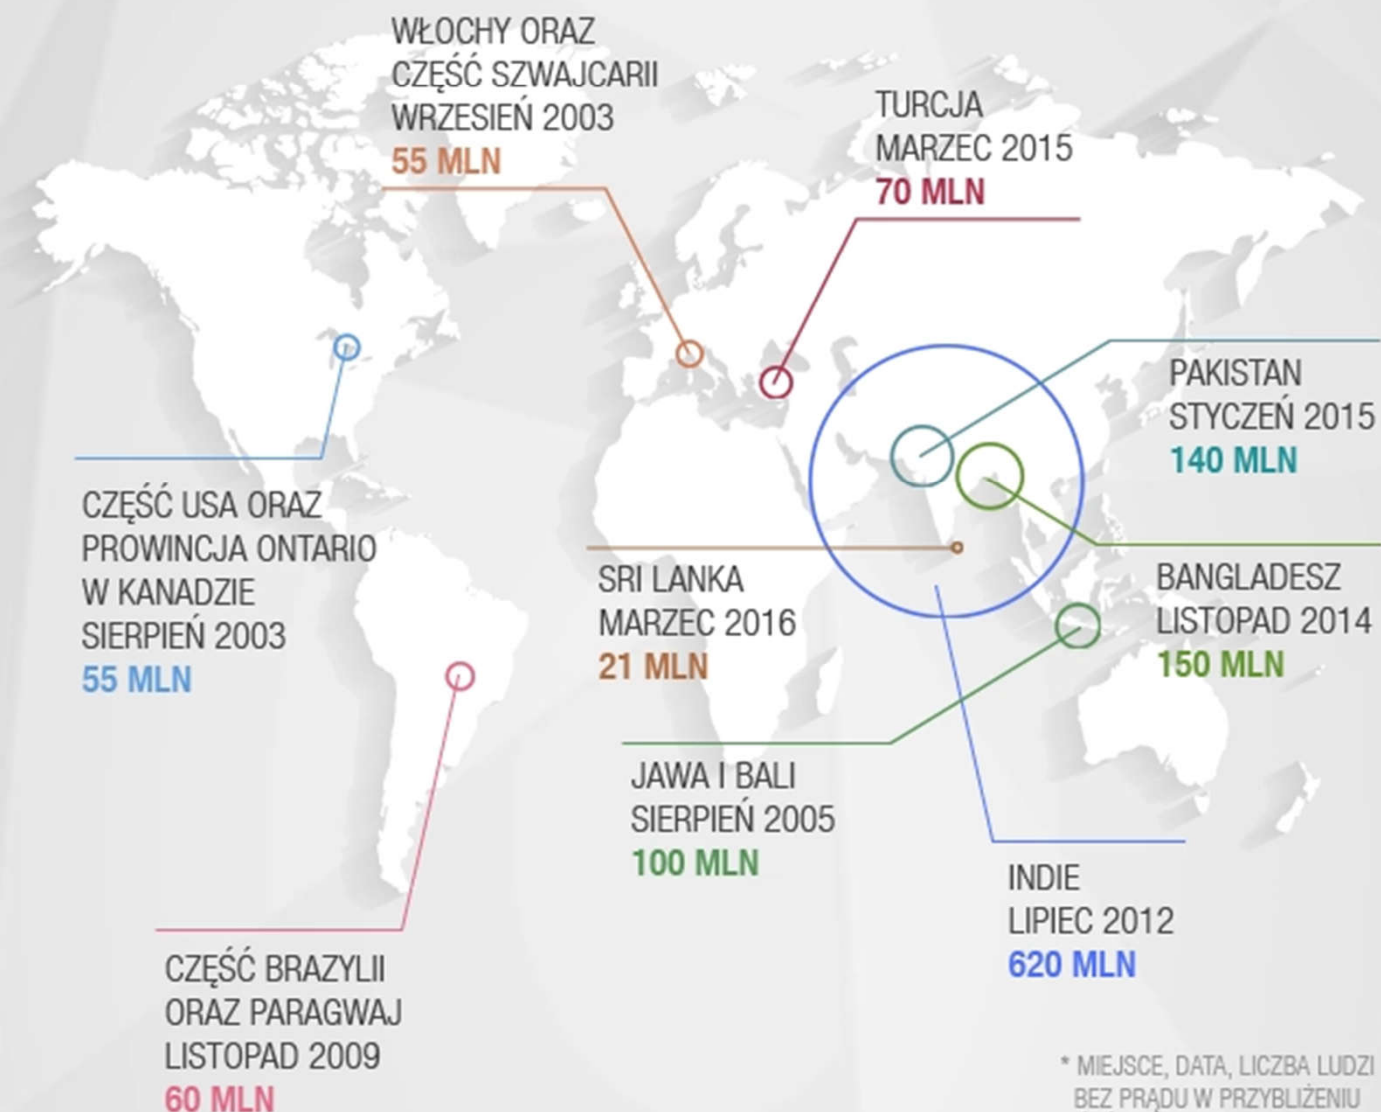 WŁOCHY ORAZ
CZĘŚĆ SZWAJCARII
WRZESIEŃ 2003
55 MLN
TURCJA
MARZEC 2015
70 MLN
PAKISTAN
STYCZEŃ 2015
140 MLN
CZĘŚĆ USA ORAZ
PROWINCJA ONTARIO
W KANADZIE
SIERPIEŃ 2003
55 MLN
SRI LANKA
MARZEC 2016
21 MLN
BANGLADESZ
LISTOPAD 2014
150 MLN
JAWA I BALI
SIERPIEŃ 2005
100 MLN
INDIE
LIPIEC 2012
620 MLN
CZĘŚĆ BRAZYLII
ORAZ PARAGWAJ
LISTOPAD 2009
60 MLN
* MIEJSCE, DATA, LICZBA LUDZI
BEZ PRĄDU W PRZYBLIŻENIU